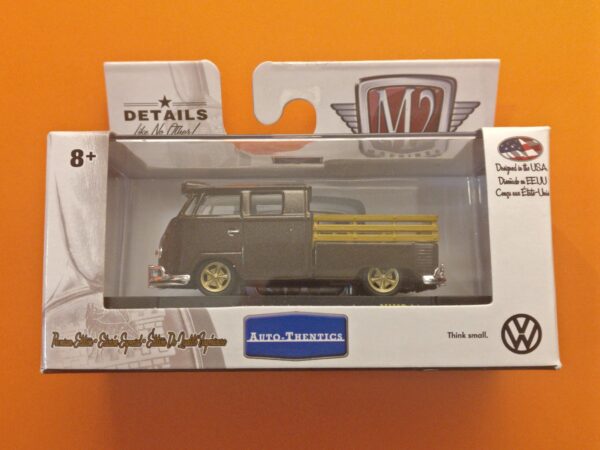 DETAILS
Like No Other!
M2
8+
Designed in the USA
Diseñado en EEUU
Conçu aux États-Unis
AUTO-THENTICS
Think small.
VW